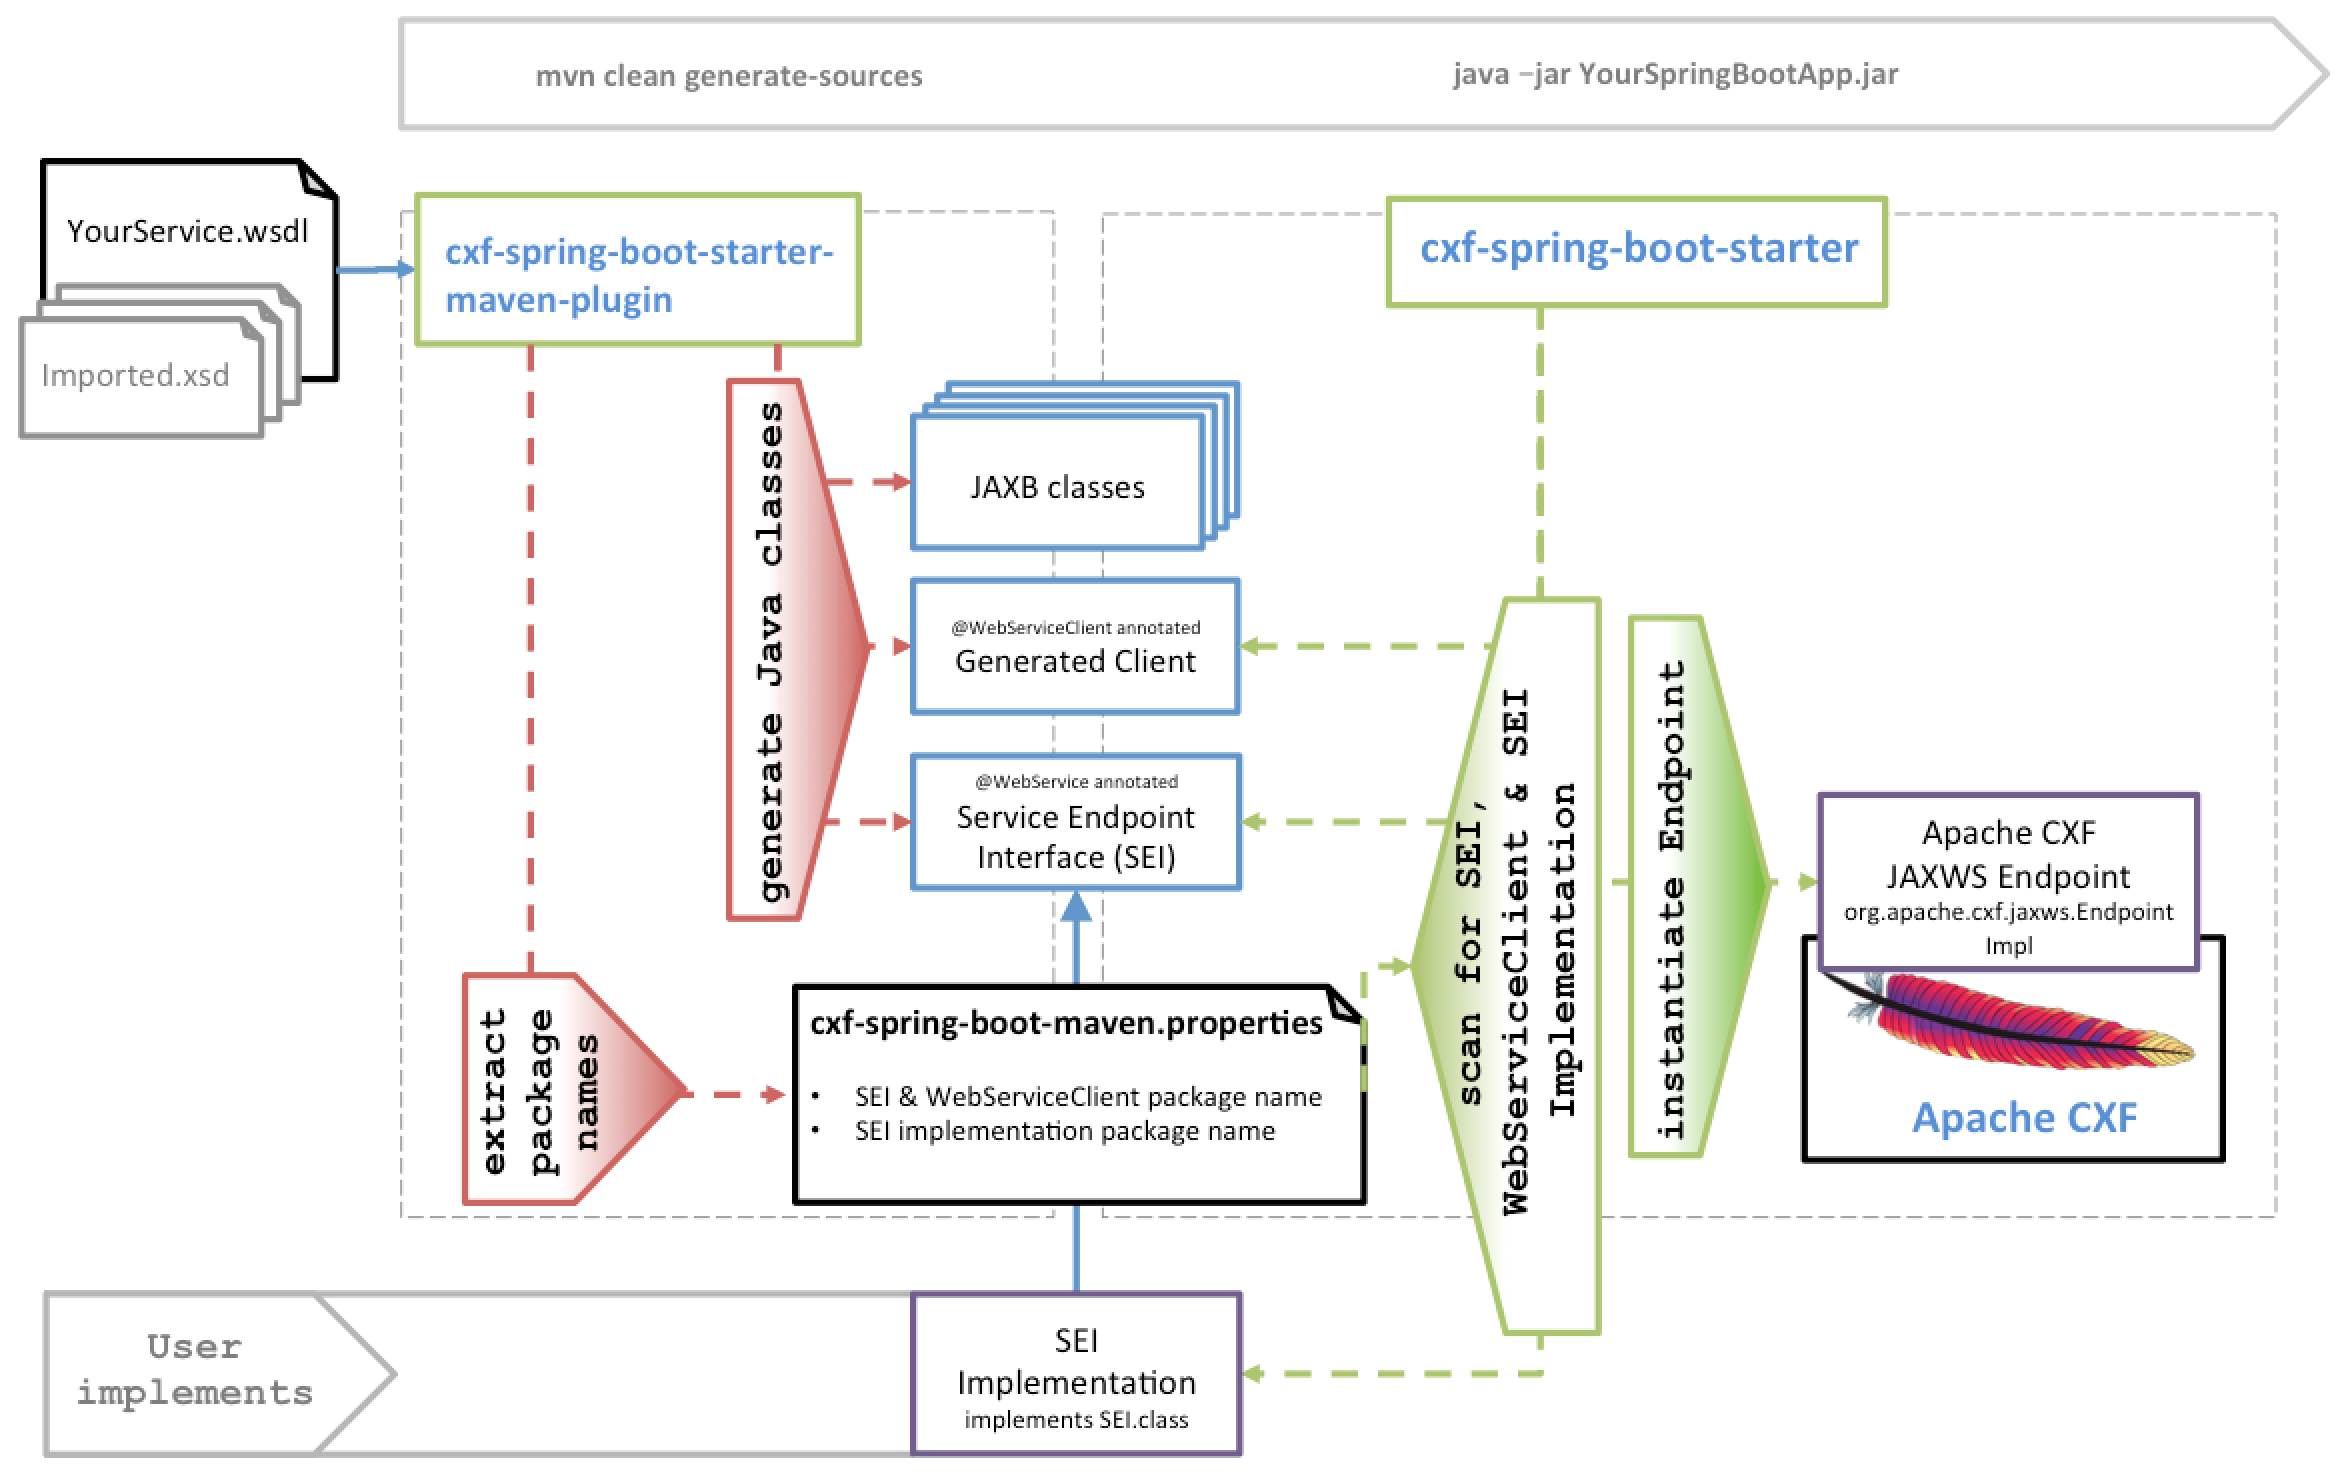 mvn clean generate-sources
java –jar YourSpringBootApp.jar
YourService.wsdl
Imported.xsd
cxf-spring-boot-starter-
maven-plugin
cxf-spring-boot-starter
generate Java classes
JAXB classes
@WebServiceClient annotated
Generated Client
@WebService annotated
Service Endpoint
Interface (SEI)
extract
package
names
cxf-spring-boot-maven.properties
• SEI & WebServiceClient package name
• SEI implementation package name
scan for SEI,
WebServiceClient & SEI
Implementation
instantiate Endpoint
Apache CXF
JAXWS Endpoint
org.apache.cxf.jaxws.Endpoint
Impl
Apache CXF
User
implements
SEI
Implementation
implements SEI.class